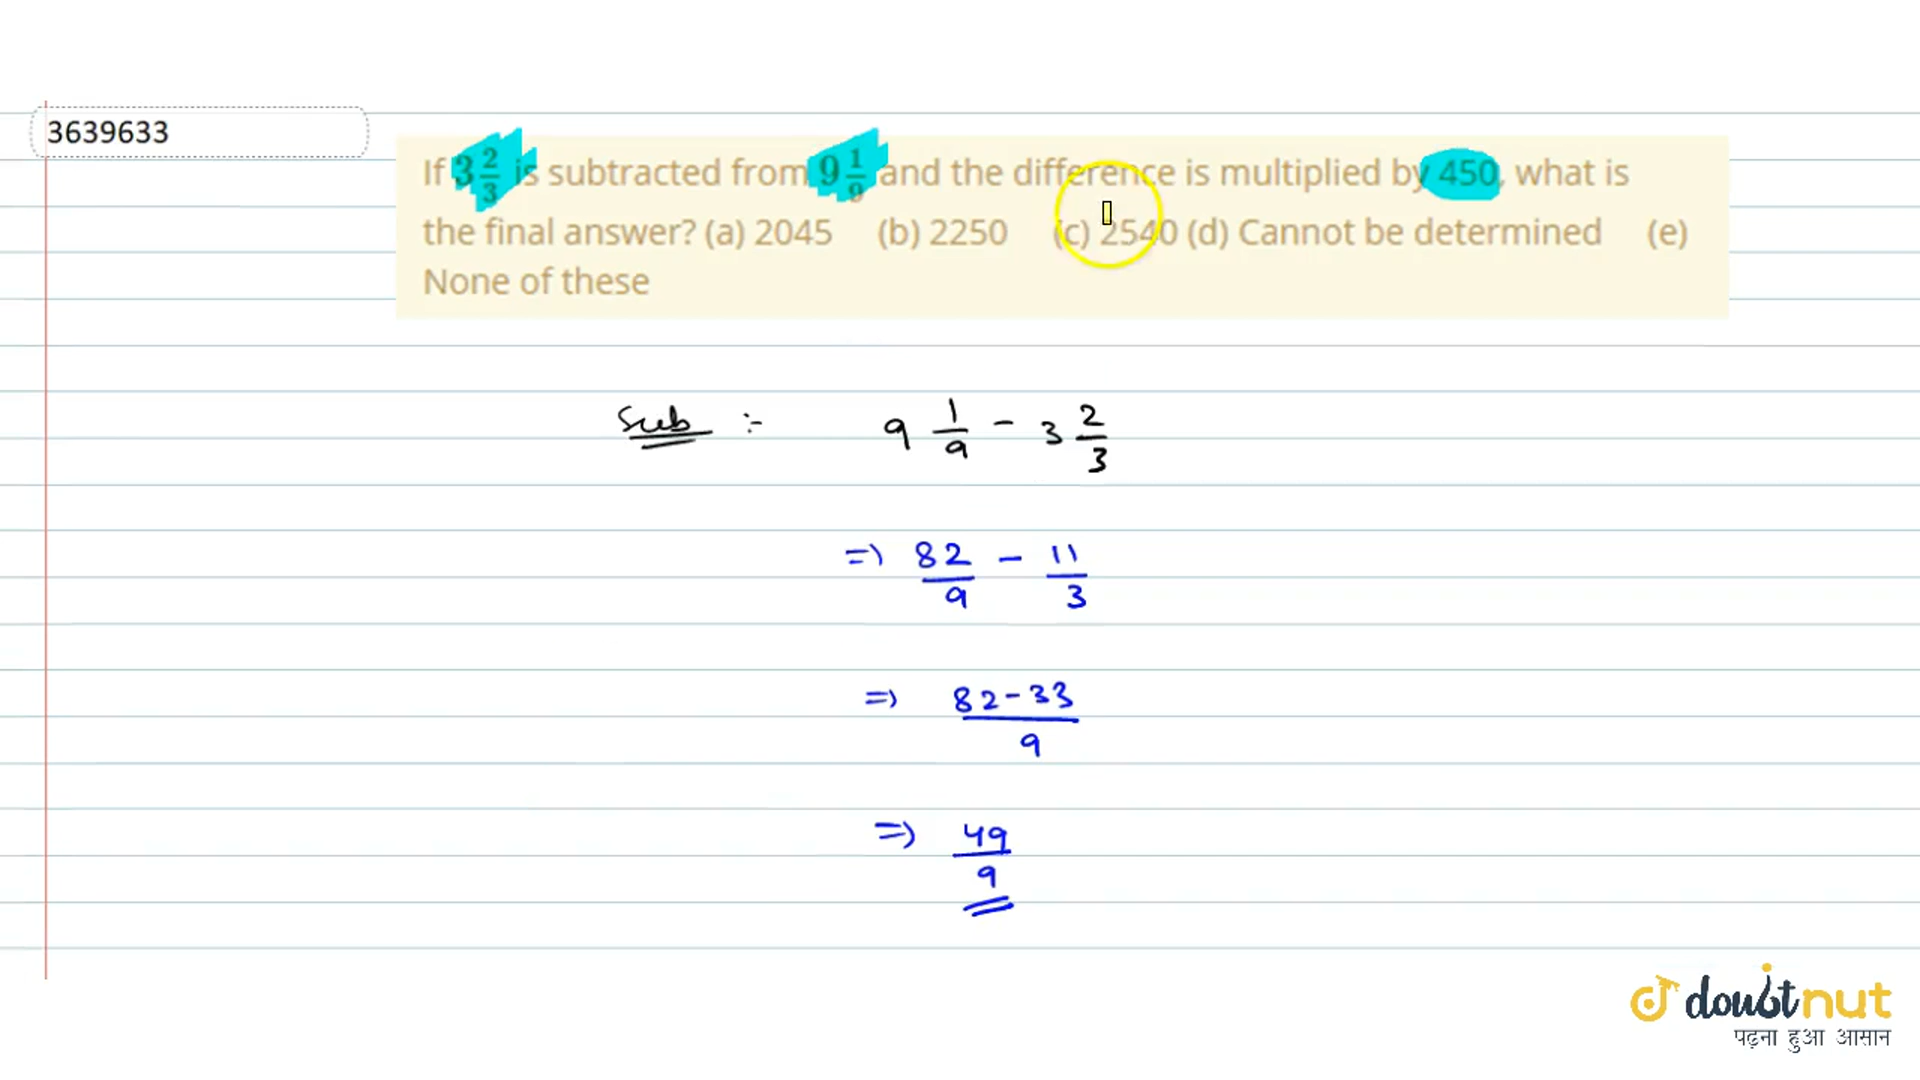 3639633
If 3 2/3 is subtracted from 9 1/9 and the difference is multiplied by 450, what is
the final answer? (a) 2045 (b) 2250 (c) 2540 (d) Cannot be determined (e)
None of these
Sub :- 9 1/9 - 3 2/3
=> 82/9 - 11/3
=> 82-33/9
=> 49/9
doubtnut
पढ़ना हुआ आसान